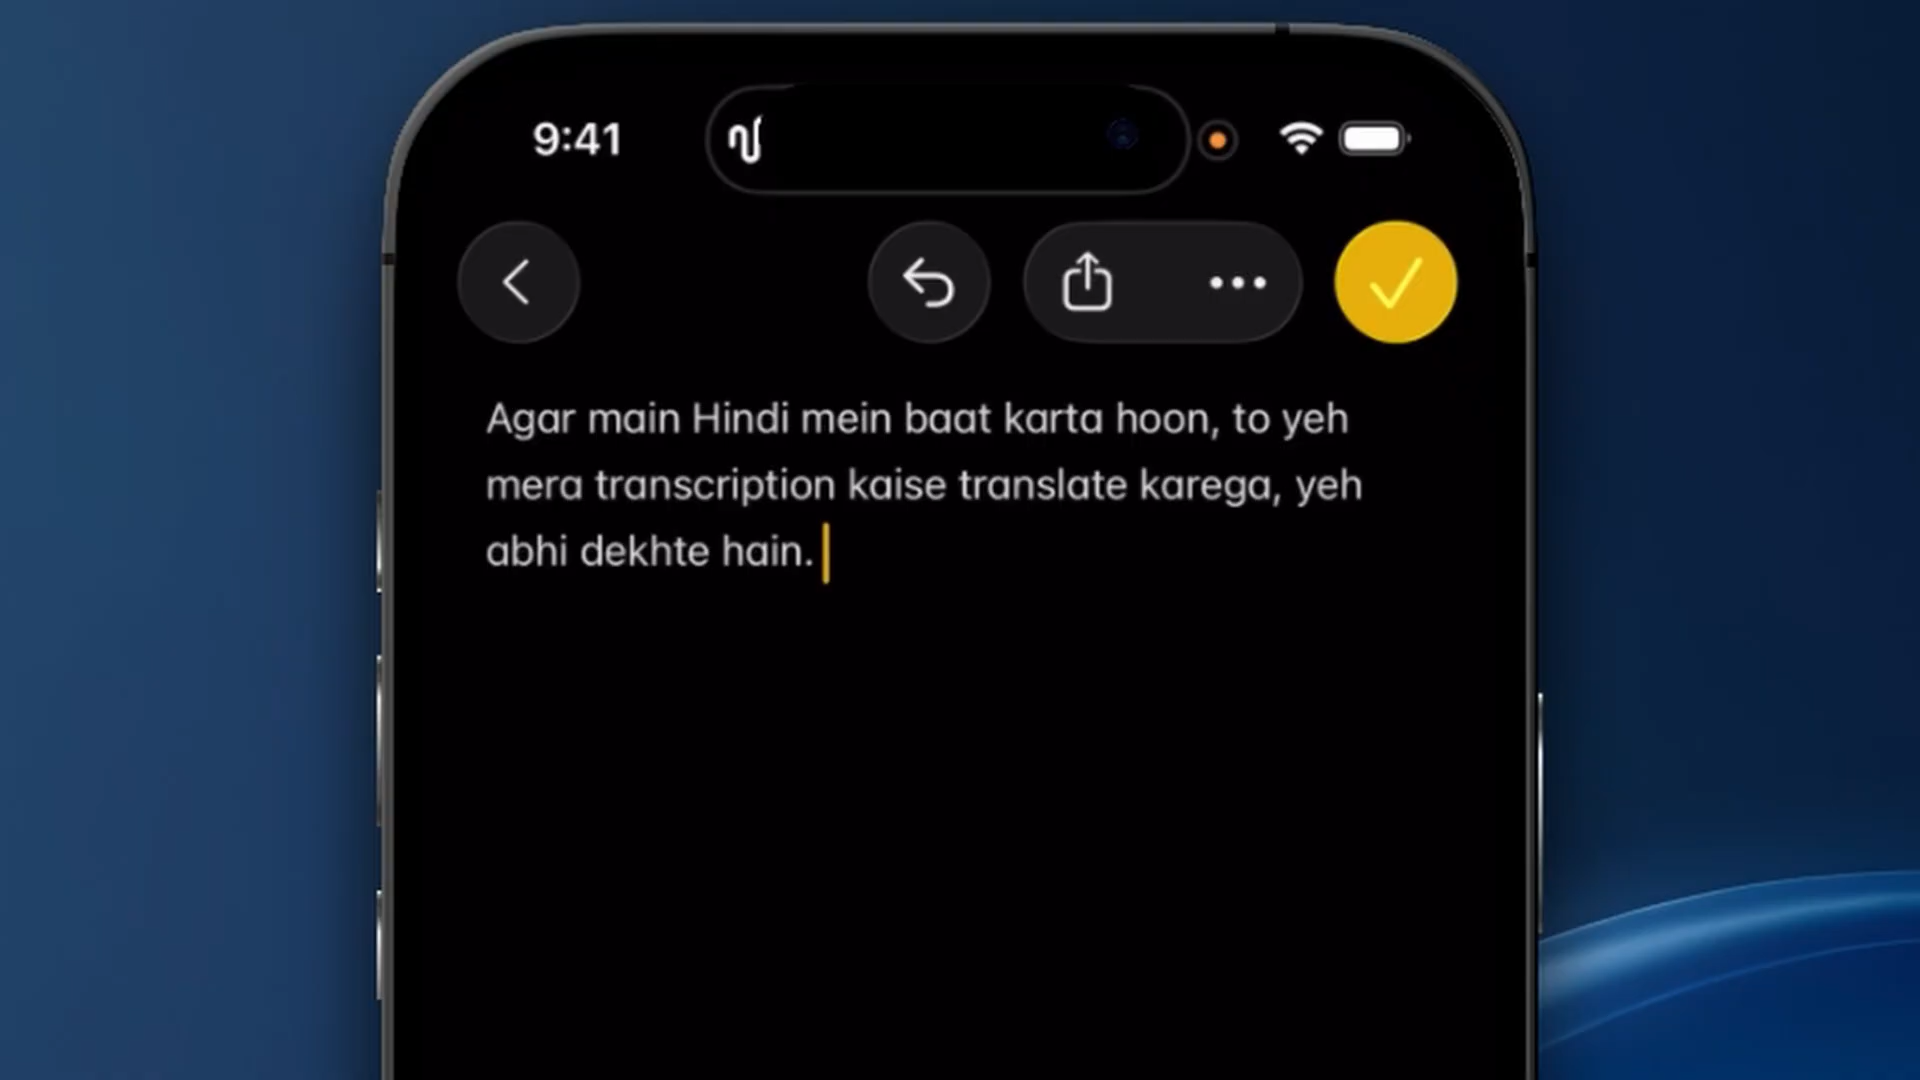 9:41
Agar main Hindi mein baat karta hoon, to yeh
mera transcription kaise translate karega, yeh
abhi dekhte hain.